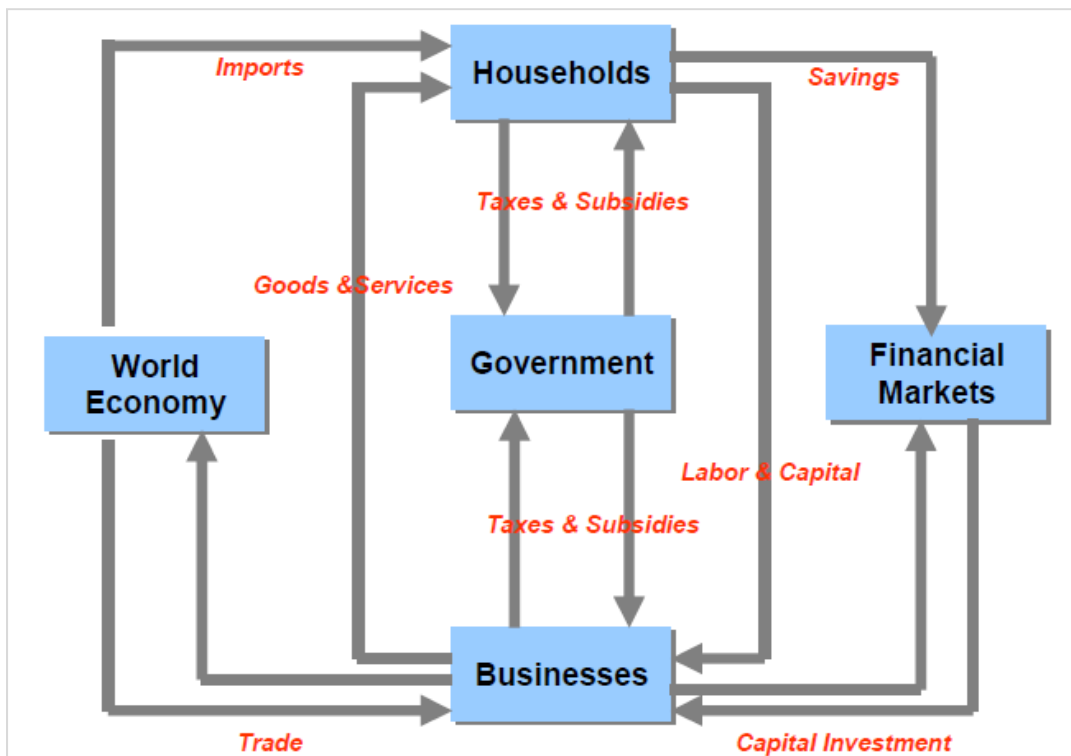 Imports
Households
Savings
Taxes & Subsidies
Goods &Services
World
Economy
Government
Financial
Markets
Labor & Capital
Taxes & Subsidies
Businesses
Trade
Capital Investment